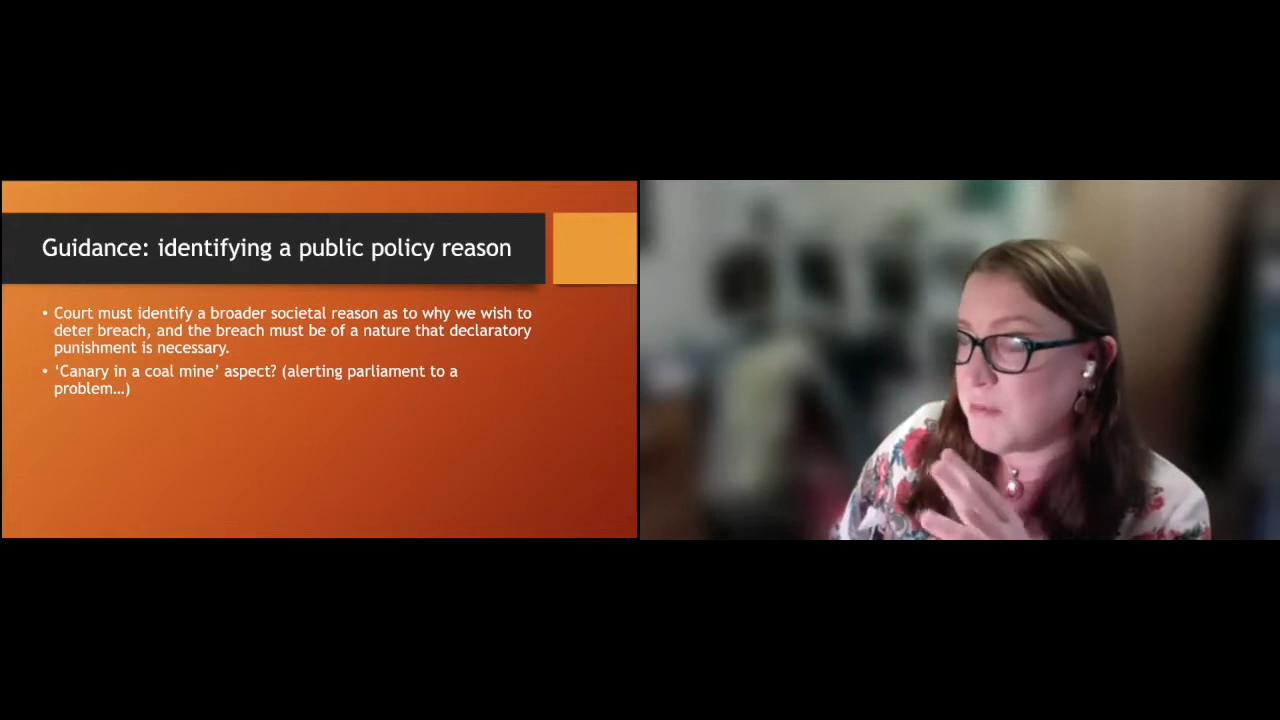 Guidance: identifying a public policy reason
• Court must identify a broader societal reason as to why we wish to
deter breach, and the breach must be of a nature that declaratory
punishment is necessary.
• ‘Canary in a coal mine’ aspect? (alerting parliament to a
problem…)